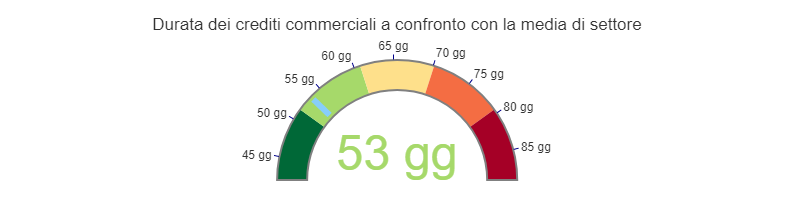 Durata dei crediti commerciali a confronto con la media di settore
45 gg
50 gg
55 gg
60 gg
65 gg
70 gg
75 gg
80 gg
85 gg
53 gg